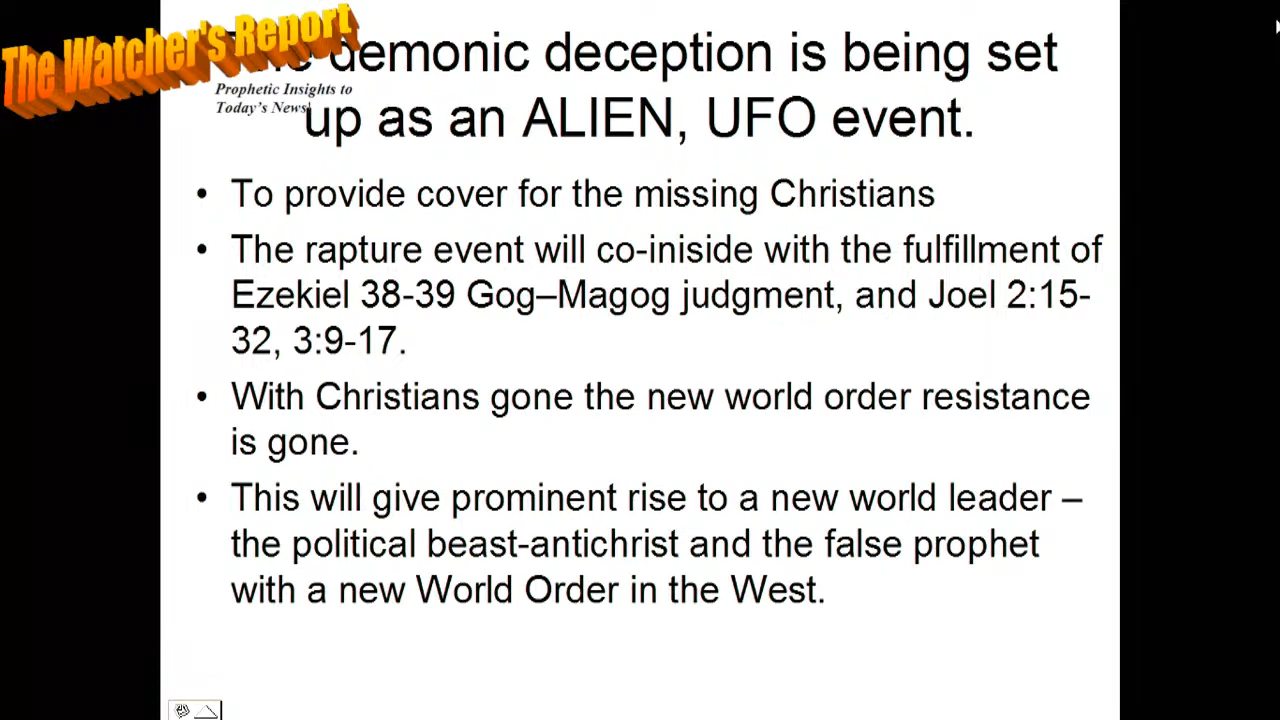 The Watcher's Report
Prophetic Insights to
Today's News!
demonic deception is being set
up as an ALIEN, UFO event.
• To provide cover for the missing Christians
• The rapture event will co-iniside with the fulfillment of
Ezekiel 38-39 Gog–Magog judgment, and Joel 2:15-
32, 3:9-17.
• With Christians gone the new world order resistance
is gone.
• This will give prominent rise to a new world leader –
the political beast-antichrist and the false prophet
with a new World Order in the West.